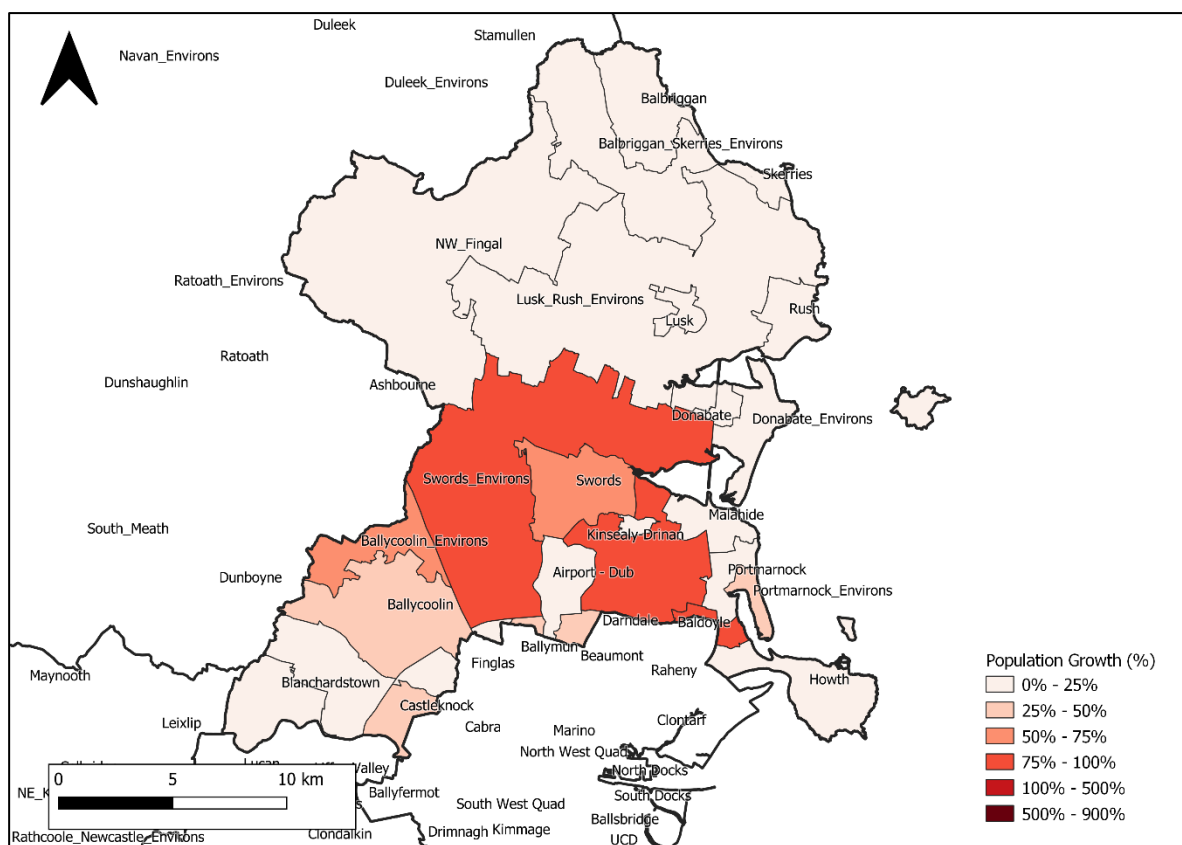 Duleek
Stamullen
Navan_Environs
Duleek_Environs
Balbriggan
Balbriggan_Skerries_Environs
Skerries
NW_Fingal
Ratoath_Environs
Lusk_Rush_Environs
Rush
Lusk
Ratoath
Dunshaughlin
Ashbourne
Donabate
Donabate_Environs
Swords_Environs
Swords
Malahide
South_Meath
Kinsealy-Drinan
Ballycoolin_Environs
Portmarnock
Airport - Dub
Dunboyne
Portmarnock_Environs
Ballycoolin
Darndale
Baldoyle
Ballymun
Beaumont
Finglas
Raheny
Maynooth
Blanchardstown
Howth
Castleknock
Leixlip
Cabra
Marino
Clontarf
North West Quad
North Docks
Valley
Ballyfermot
South West Quad
South Docks
NE_K
Ballsbridge
Rathcoole_Newcastle_Environs
Clondalkin
Drimnagh
Kimmage
UCD
0 5 10 km
Population Growth (%)
0% - 25%
25% - 50%
50% - 75%
75% - 100%
100% - 500%
500% - 900%